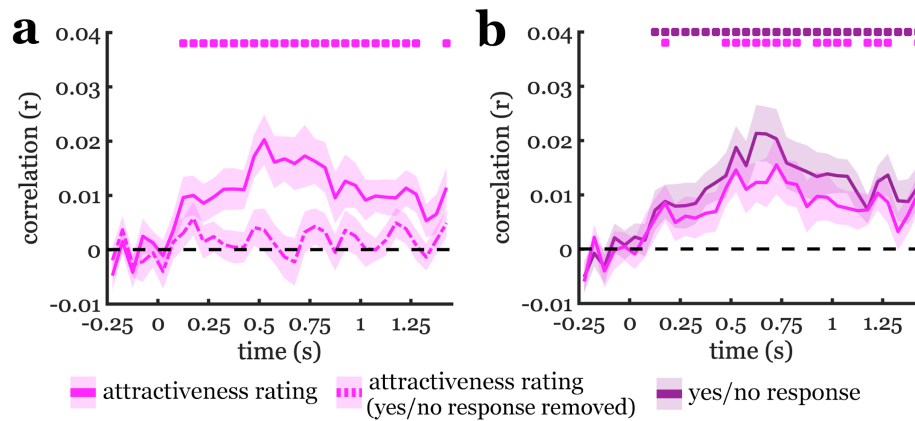 a
0.04
0.03
0.02
0.01
0
-0.01
correlation (r)
-0.25 0 0.25 0.5 0.75 1 1.25
time (s)
b
0.04
0.03
0.02
0.01
0
-0.01
correlation (r)
-0.25 0 0.25 0.5 0.75 1 1.25
time (s)
attractiveness rating
attractiveness rating
(yes/no response removed)
yes/no response